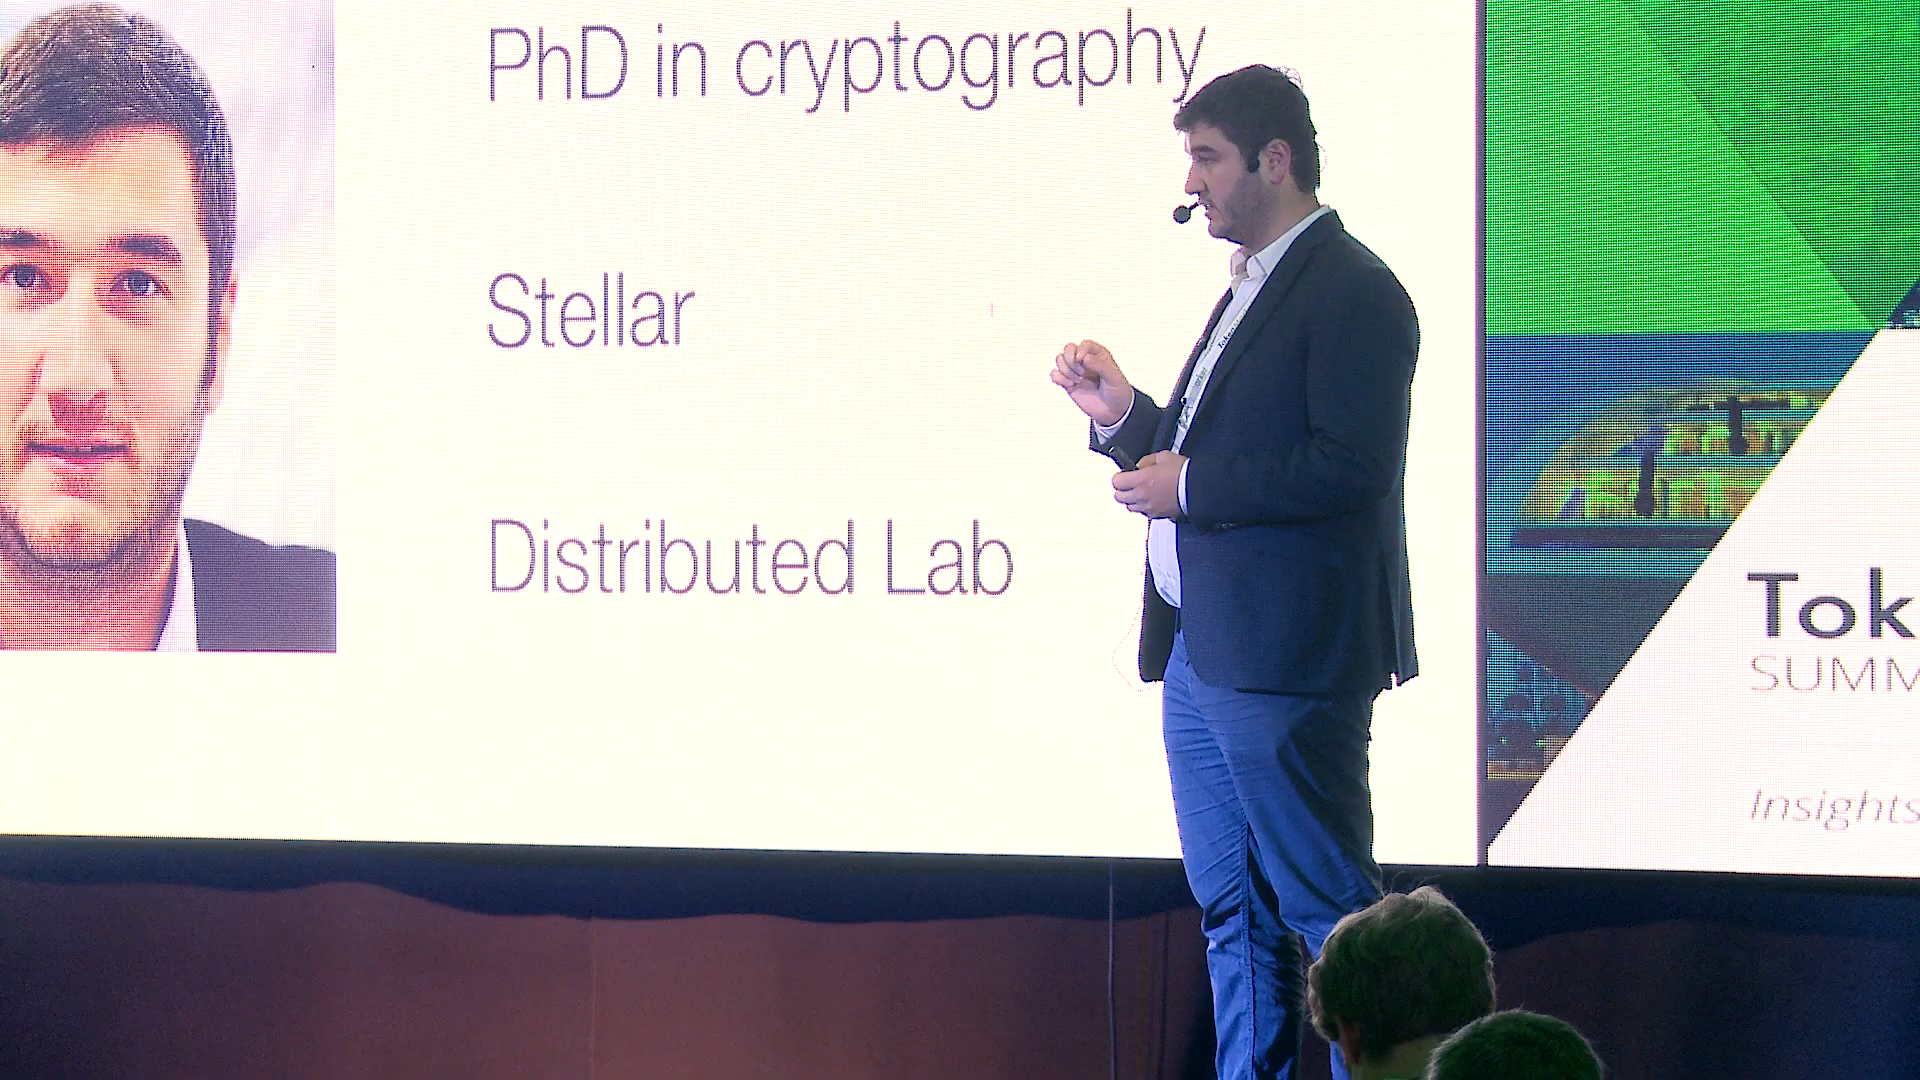 PhD in cryptography
Stellar
Distributed Lab
Tok
SUMM
Insights